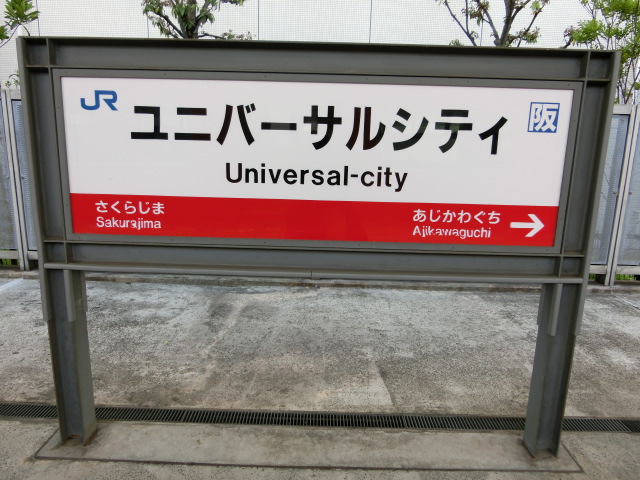 JR ユニバーサルシティ 阪
Universal-city
さくらじま あじかわぐち →
Sakurajima Ajikawaguchi